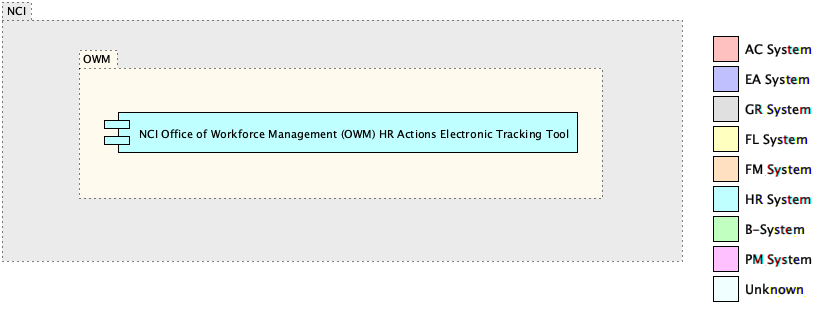 NCI
OWM
NCI Office of Workforce Management (OWM) HR Actions Electronic Tracking Tool
AC System
EA System
GR System
FL System
FM System
HR System
B-System
PM System
Unknown